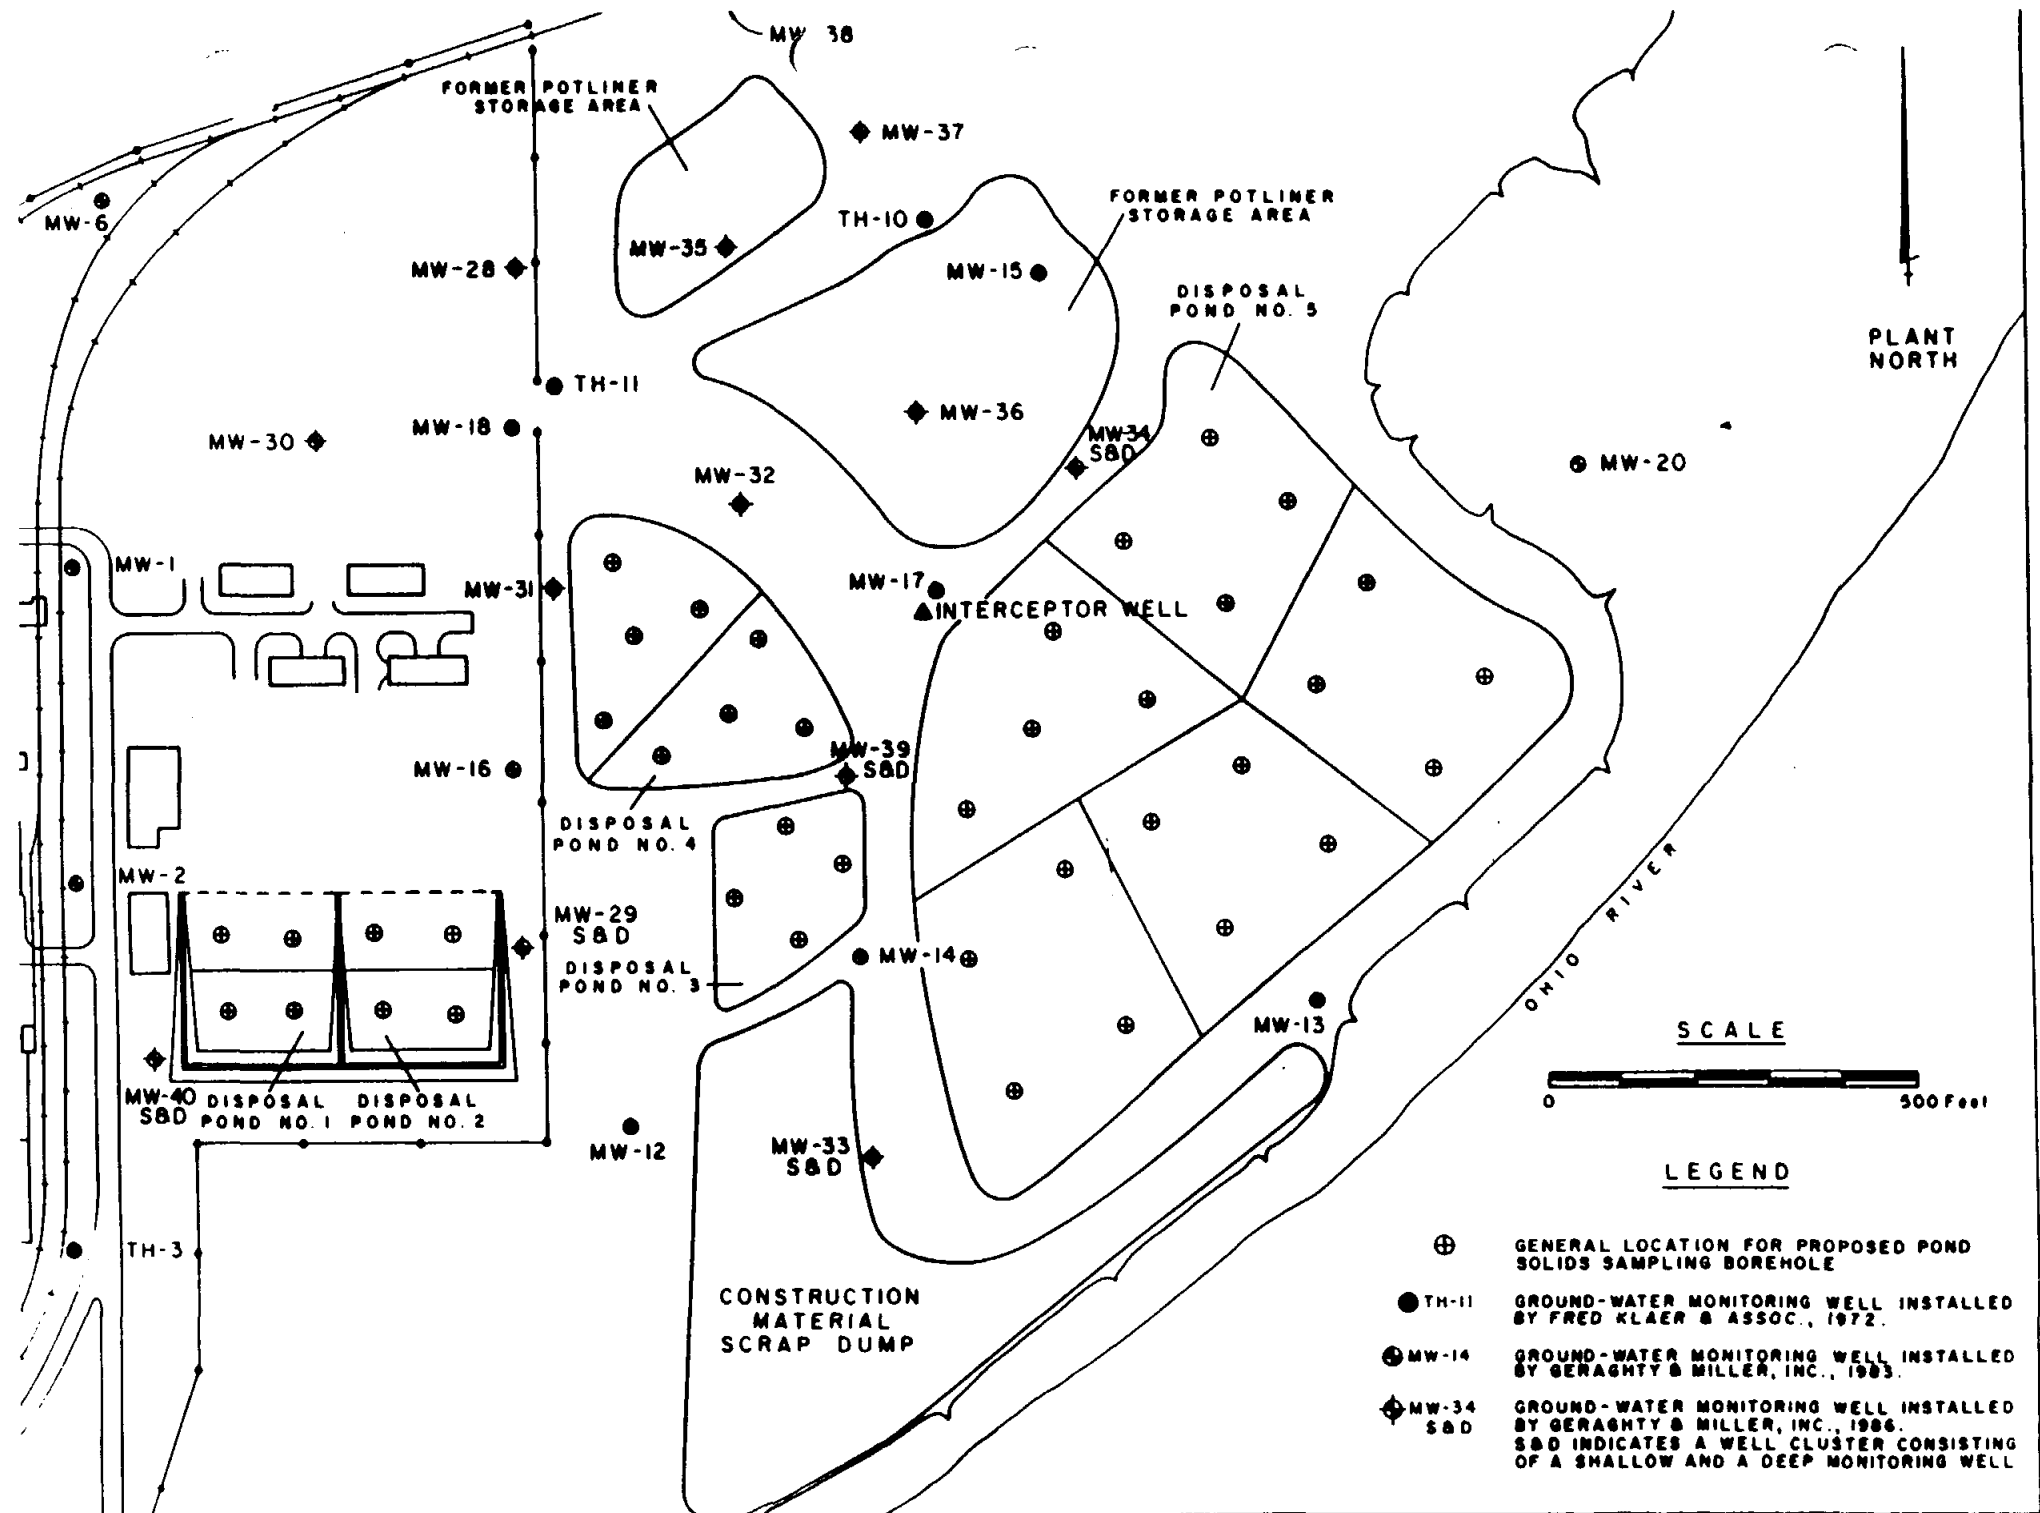 MW 38
FORMER POTLINER
STORAGE AREA
MW-37
MW-6
TH-10
FORMER POTLINER
STORAGE AREA
MW-35
MW-28
MW-15
DISPOSAL
POND NO. 5
PLANT
NORTH
TH-11
MW-18
MW-36
MW-30
MW-34
S&D
MW-32
MW-20
MW-1
MW-31
MW-17
INTERCEPTOR WELL
MW-39
S&D
MW-16
DISPOSAL
POND NO. 4
MW-2
MW-29
S&D
MW-14
DISPOSAL
POND NO. 3
OHIO RIVER
MW-13
SCALE
0 500 Feet
MW-40
S&D
DISPOSAL
POND NO. 1
DISPOSAL
POND NO. 2
MW-12
MW-33
S&D
TH-3
CONSTRUCTION
MATERIAL
SCRAP DUMP
LEGEND
GENERAL LOCATION FOR PROPOSED POND
SOLIDS SAMPLING BOREHOLE
TH-11 GROUND-WATER MONITORING WELL INSTALLED
BY FRED KLAER & ASSOC., 1972.
MW-14 GROUND-WATER MONITORING WELL INSTALLED
BY GERAGHTY & MILLER, INC., 1983.
MW-34 GROUND-WATER MONITORING WELL INSTALLED
S&D BY GERAGHTY & MILLER, INC., 1986.
S&D INDICATES A WELL CLUSTER CONSISTING
OF A SHALLOW AND A DEEP MONITORING WELL